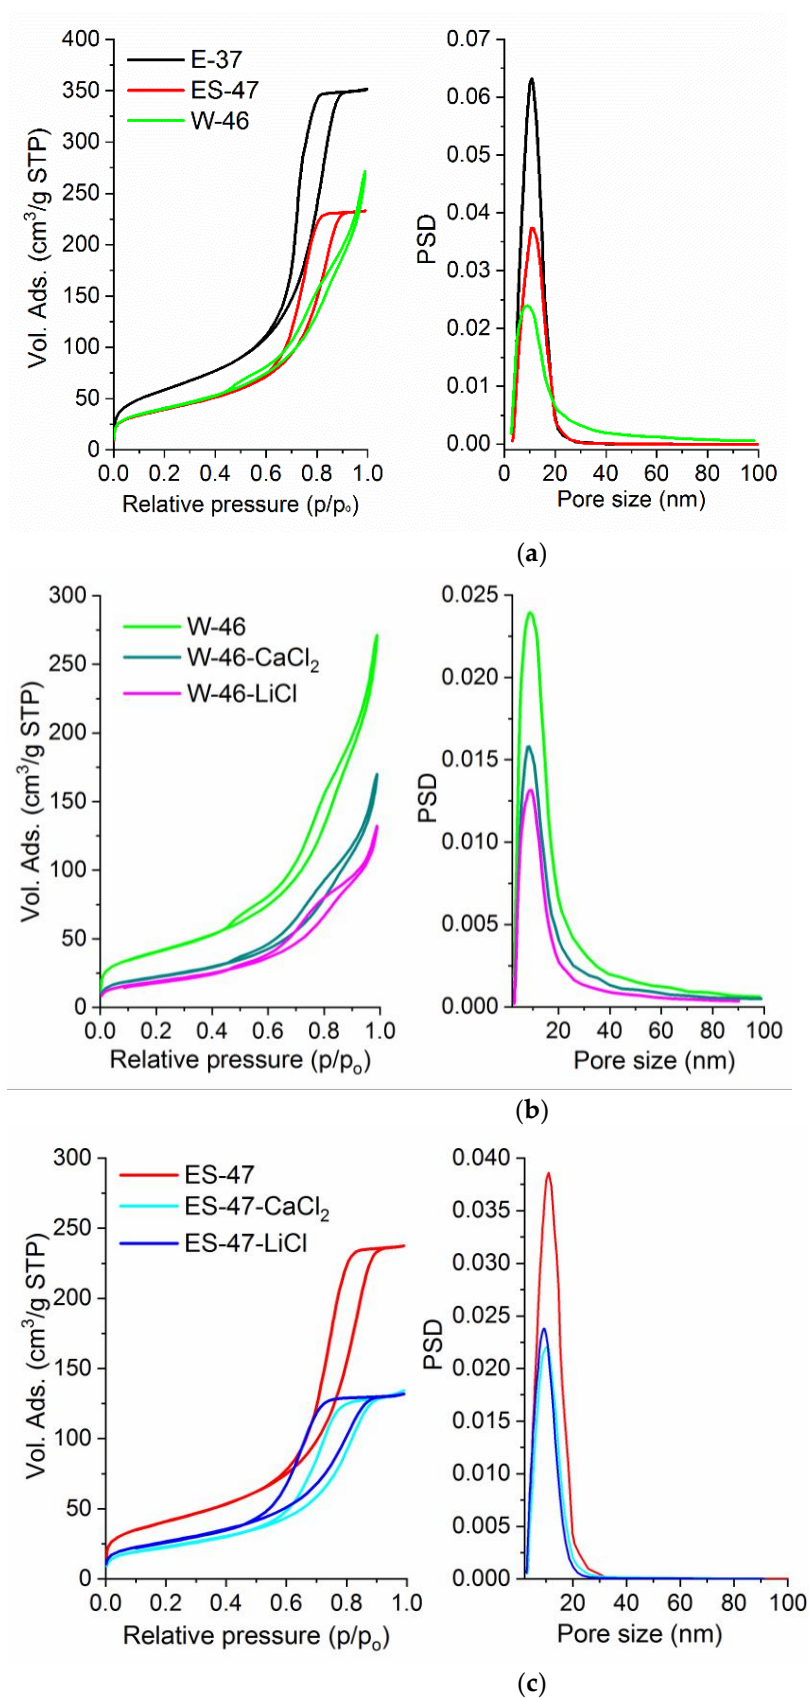 400
350
300
250
200
150
100
50
0
Vol. Ads. (cm³/g STP)
E-37
ES-47
W-46
0.0 0.2 0.4 0.6 0.8 1.0
Relative pressure (p/pₒ)
0.07
0.06
0.05
0.04
0.03
0.02
0.01
0.00
PSD
0 20 40 60 80 100
Pore size (nm)
(a)
300
250
200
150
100
50
0
Vol. Ads. (cm³/g STP)
W-46
W-46-CaCl₂
W-46-LiCl
0.0 0.2 0.4 0.6 0.8 1.0
Relative pressure (p/pₒ)
0.025
0.020
0.015
0.010
0.005
0.000
PSD
20 40 60 80 100
Pore size (nm)
(b)
300
250
200
150
100
50
0
Vol. Ads. (cm³/g STP)
ES-47
ES-47-CaCl₂
ES-47-LiCl
0.0 0.2 0.4 0.6 0.8 1.0
Relative pressure (p/pₒ)
0.040
0.035
0.030
0.025
0.020
0.015
0.010
0.005
0.000
PSD
20 40 60 80 100
Pore size (nm)
(c)